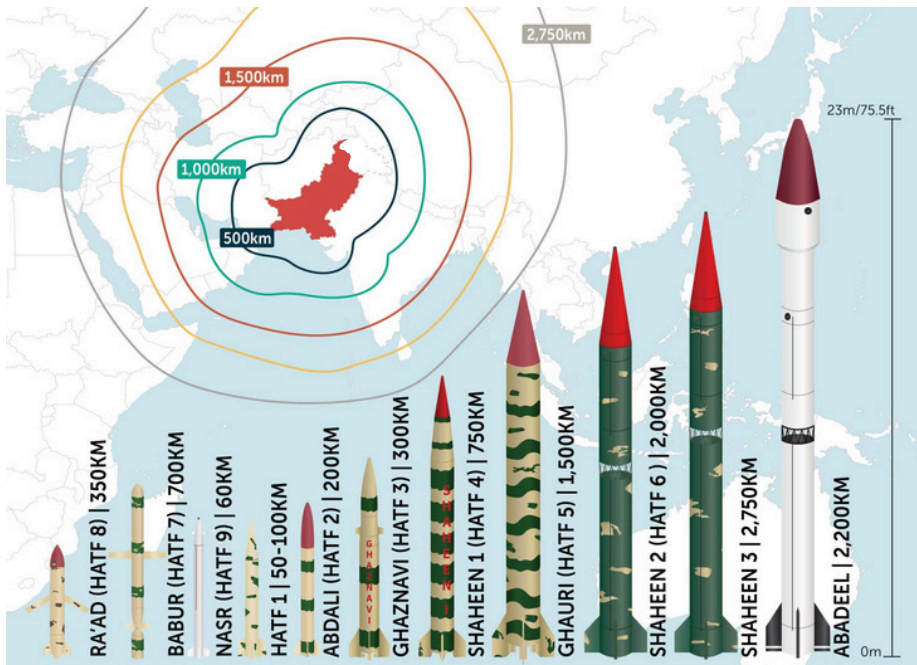 2,750km
1,500km
1,000km
500km
23m/75.5ft
RA'AD (HATF 8) | 350KM
BABUR (HATF 7) | 700KM
NASR (HATF 9) | 60KM
HATF 1 | 50-100KM
ABDALI (HATF 2) | 200KM
GHAZNAVI
GHAZNAVI (HATF 3) | 300KM
SHAHEEN I
SHAHEEN 1 (HATF 4) | 750KM
GHAURI (HATF 5) | 1,500KM
SHAHEEN 2 (HATF 6) | 2,000KM
SHAHEEN 3 | 2,750KM
ABADEEL | 2,200KM
0m